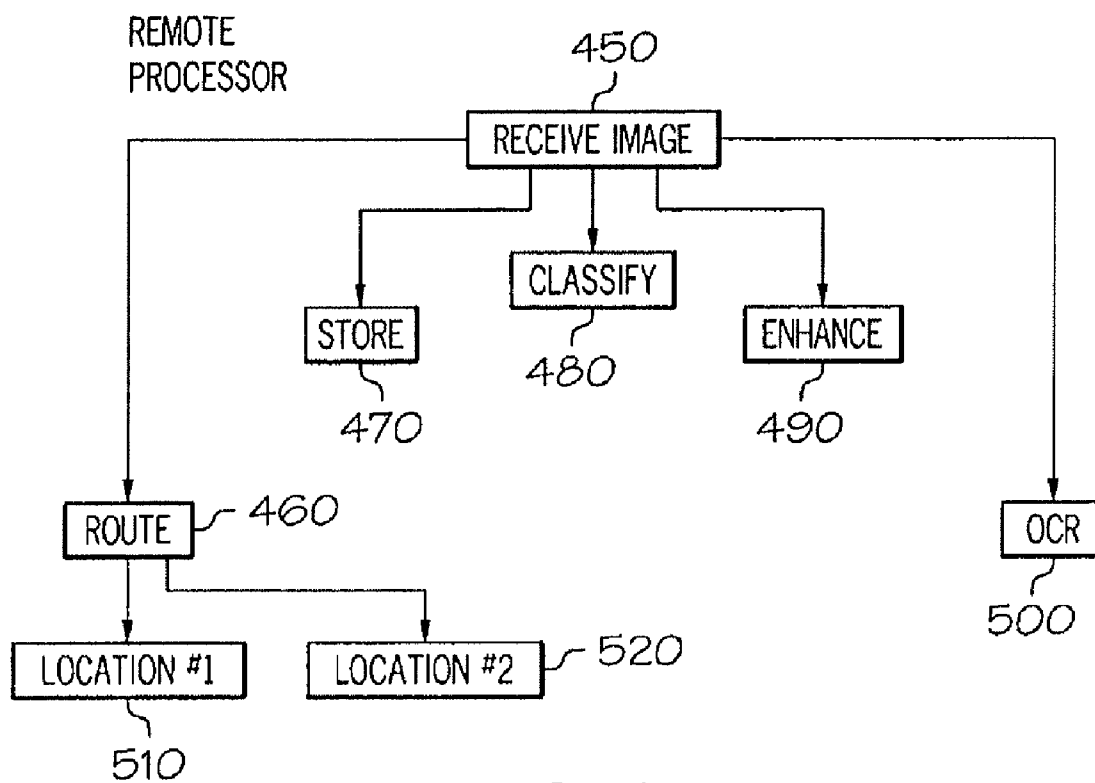 REMOTE
PROCESSOR
450
RECEIVE IMAGE
CLASSIFY
480
STORE
470
ENHANCE
490
ROUTE
460
OCR
500
LOCATION #1
510
LOCATION #2
520